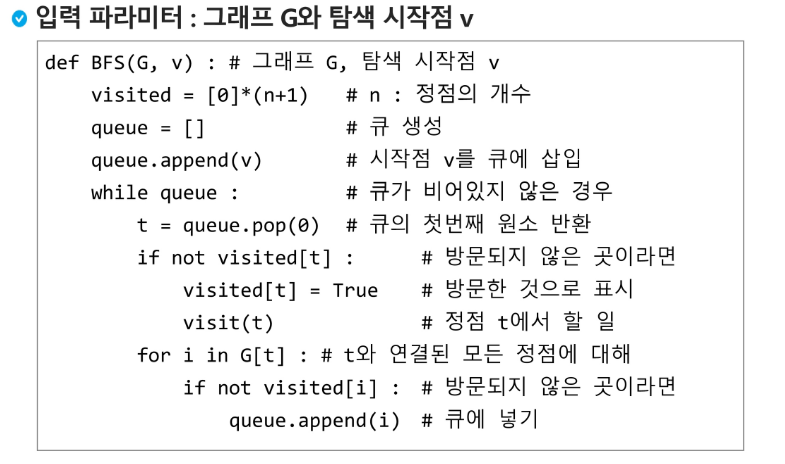 입력 파라미터 : 그래프 G와 탐색 시작점 v
def BFS(G, v) : # 그래프 G, 탐색 시작점 v
    visited = [0]*(n+1)   # n : 정점의 개수
    queue = []            # 큐 생성
    queue.append(v)       # 시작점 v를 큐에 삽입
    while queue :         # 큐가 비어있지 않은 경우
        t = queue.pop(0)  # 큐의 첫번째 원소 반환
        if not visited[t] :      # 방문되지 않은 곳이라면
            visited[t] = True    # 방문한 것으로 표시
            visit(t)             # 정점 t에서 할 일
        for i in G[t] : # t와 연결된 모든 정점에 대해
            if not visited[i] :  # 방문되지 않은 곳이라면
                queue.append(i)  # 큐에 넣기